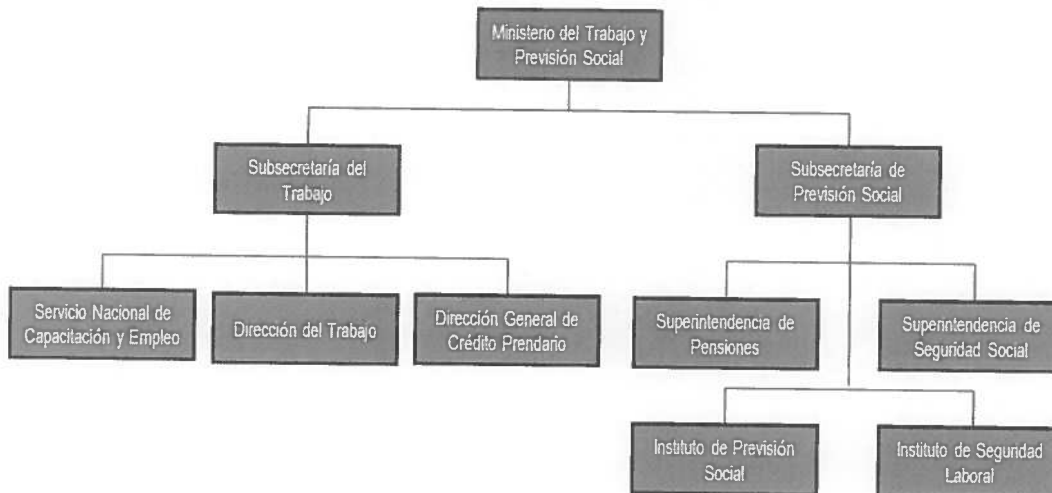 Ministerio del Trabajo y
Previsión Social
Subsecretaría del
Trabajo
Subsecretaría de
Previsión Social
Servicio Nacional de
Capacitación y Empleo
Dirección del Trabajo
Dirección General de
Crédito Prendario
Superintendencia de
Pensiones
Superintendencia de
Seguridad Social
Instituto de Previsión
Social
Instituto de Seguridad
Laboral